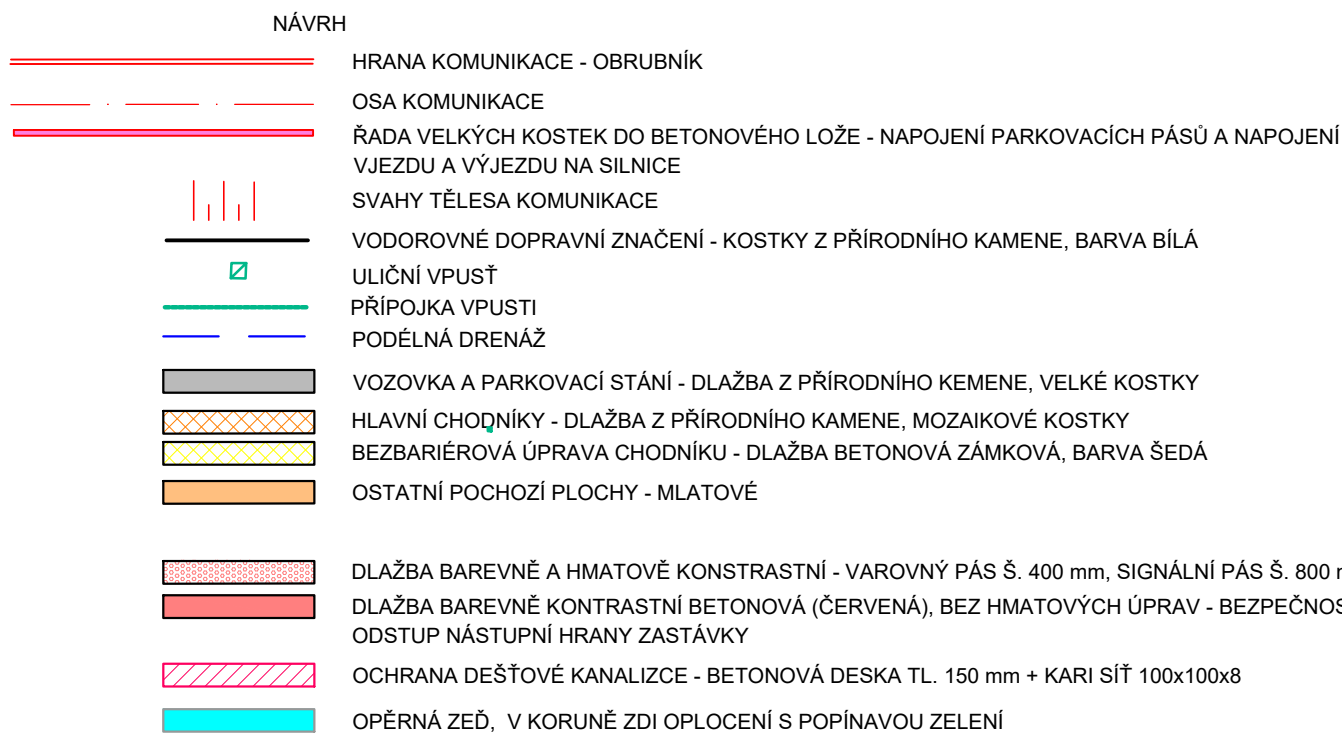 NÁVRH
HRANA KOMUNIKACE - OBRUBNÍK
OSA KOMUNIKACE
ŘADA VELKÝCH KOSTEK DO BETONOVÉHO LOŽE - NAPOJENÍ PARKOVACÍCH PÁSŮ A NAPOJENÍ
VJEZDU A VÝJEZDU NA SILNICE
SVAHY TĚLESA KOMUNIKACE
VODOROVNÉ DOPRAVNÍ ZNAČENÍ - KOSTKY Z PŘÍRODNÍHO KAMENE, BARVA BÍLÁ
ULIČNÍ VPUSŤ
PŘÍPOJKA VPUSTI
PODÉLNÁ DRENÁŽ
VOZOVKA A PARKOVACÍ STÁNÍ - DLAŽBA Z PŘÍRODNÍHO KEMENE, VELKÉ KOSTKY
HLAVNÍ CHODNÍKY - DLAŽBA Z PŘÍRODNÍHO KAMENE, MOZAIKOVÉ KOSTKY
BEZBARIÉROVÁ ÚPRAVA CHODNÍKU - DLAŽBA BETONOVÁ ZÁMKOVÁ, BARVA ŠEDÁ
OSTATNÍ POCHOZÍ PLOCHY - MLATOVÉ
DLAŽBA BAREVNĚ A HMATOVĚ KONSTRASTNÍ - VAROVNÝ PÁS Š. 400 mm, SIGNÁLNÍ PÁS Š. 800
DLAŽBA BAREVNĚ KONTRASTNÍ BETONOVÁ (ČERVENÁ), BEZ HMATOVÝCH ÚPRAV -
ODSTUP NÁSTUPNÍ HRANY ZASTÁVKY
OCHRANA DEŠŤOVÉ KANALIZCE - BETONOVÁ DESKA TL. 150 mm + KARI SÍŤ 100x100x8
OPĚRNÁ ZEĎ, V KORUNĚ ZDI OPLOCENÍ S POPÍNAVOU ZELENÍ